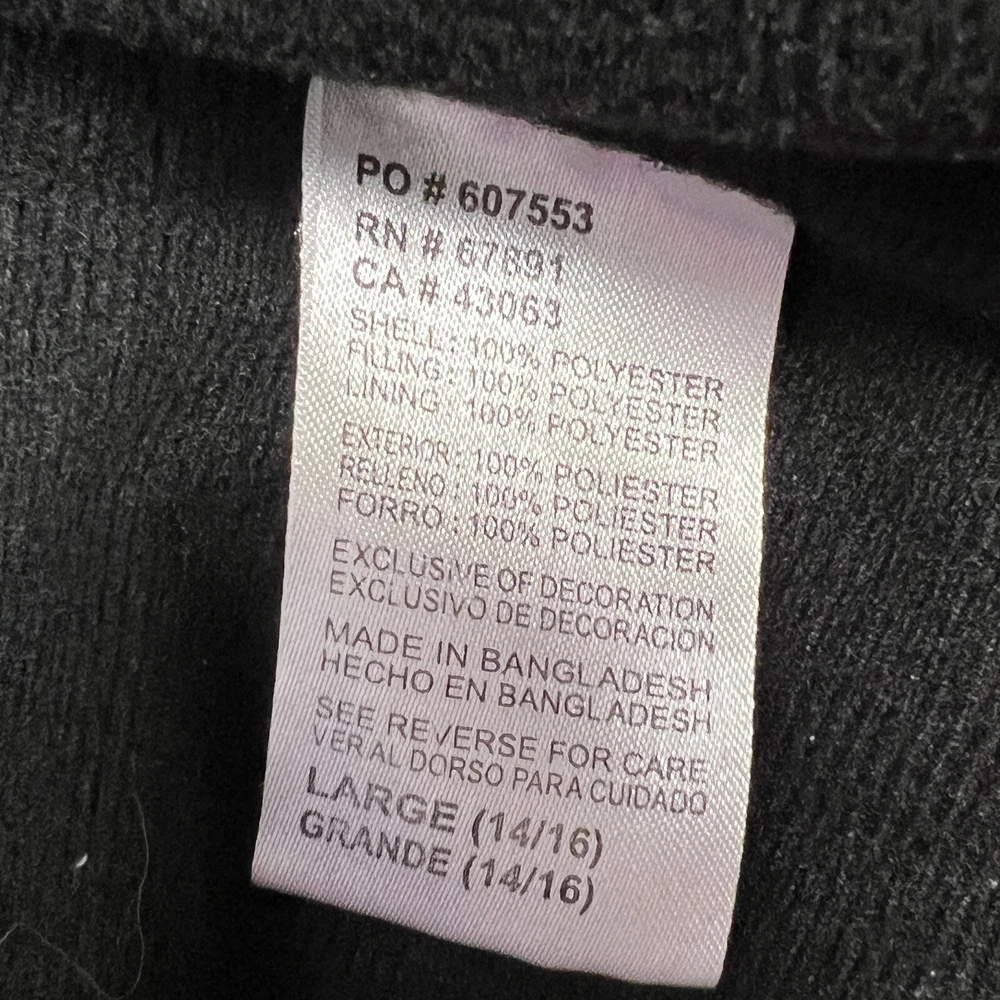 PO # 607553
RN # 67891
CA # 43063
SHELL : 100% POLYESTER
FILLING : 100% POLYESTER
LINING : 100% POLYESTER
EXTERIOR : 100% POLIESTER
RELLENO : 100% POLIESTER
FORRO : 100% POLIESTER
EXCLUSIVE OF DECORATION
EXCLUSIVO DE DECORACION
MADE IN BANGLADESH
HECHO EN BANGLADESH
SEE REVERSE FOR CARE
VER AL DORSO PARA CUIDADO
LARGE (14/16)
GRANDE (14/16)